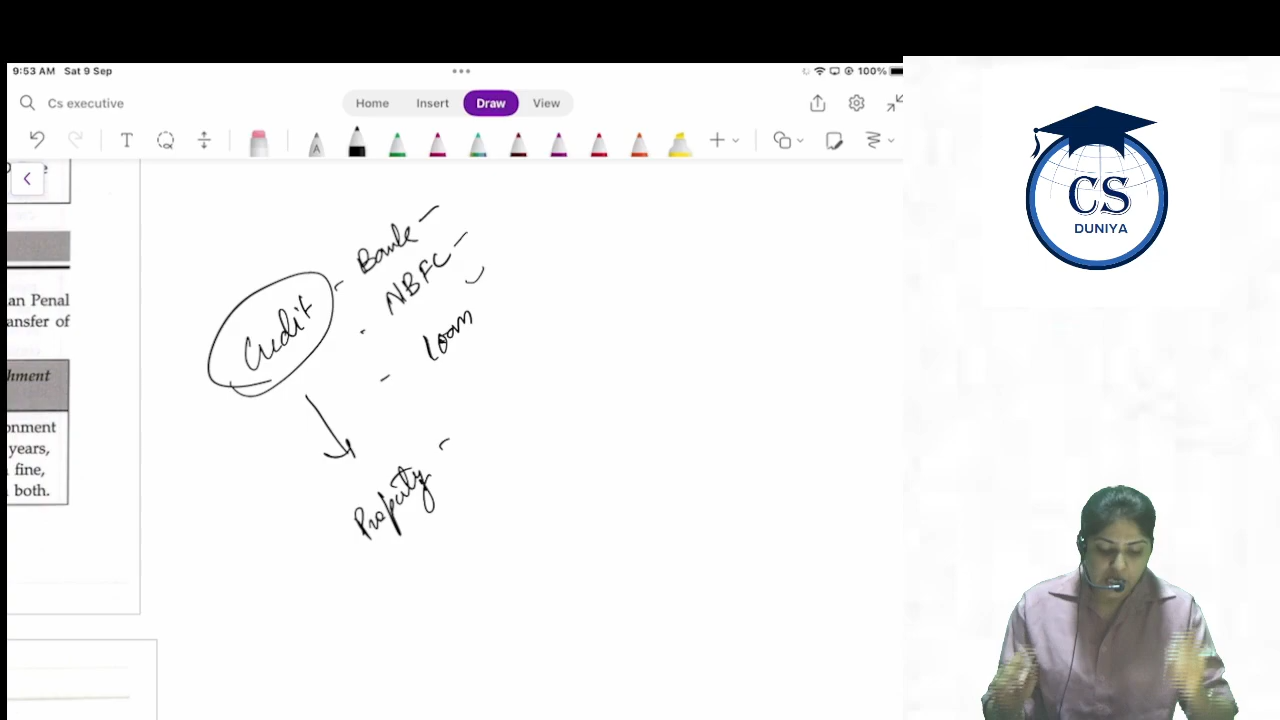 9:53 AM Sat 9 Sep
100%
Cs executive
Home Insert Draw View
T
A
an Penal
ansfer of
hment
onment
years,
fine,
both.
Credit
Bank
NBFC
Loan
Property
CS
DUNIYA